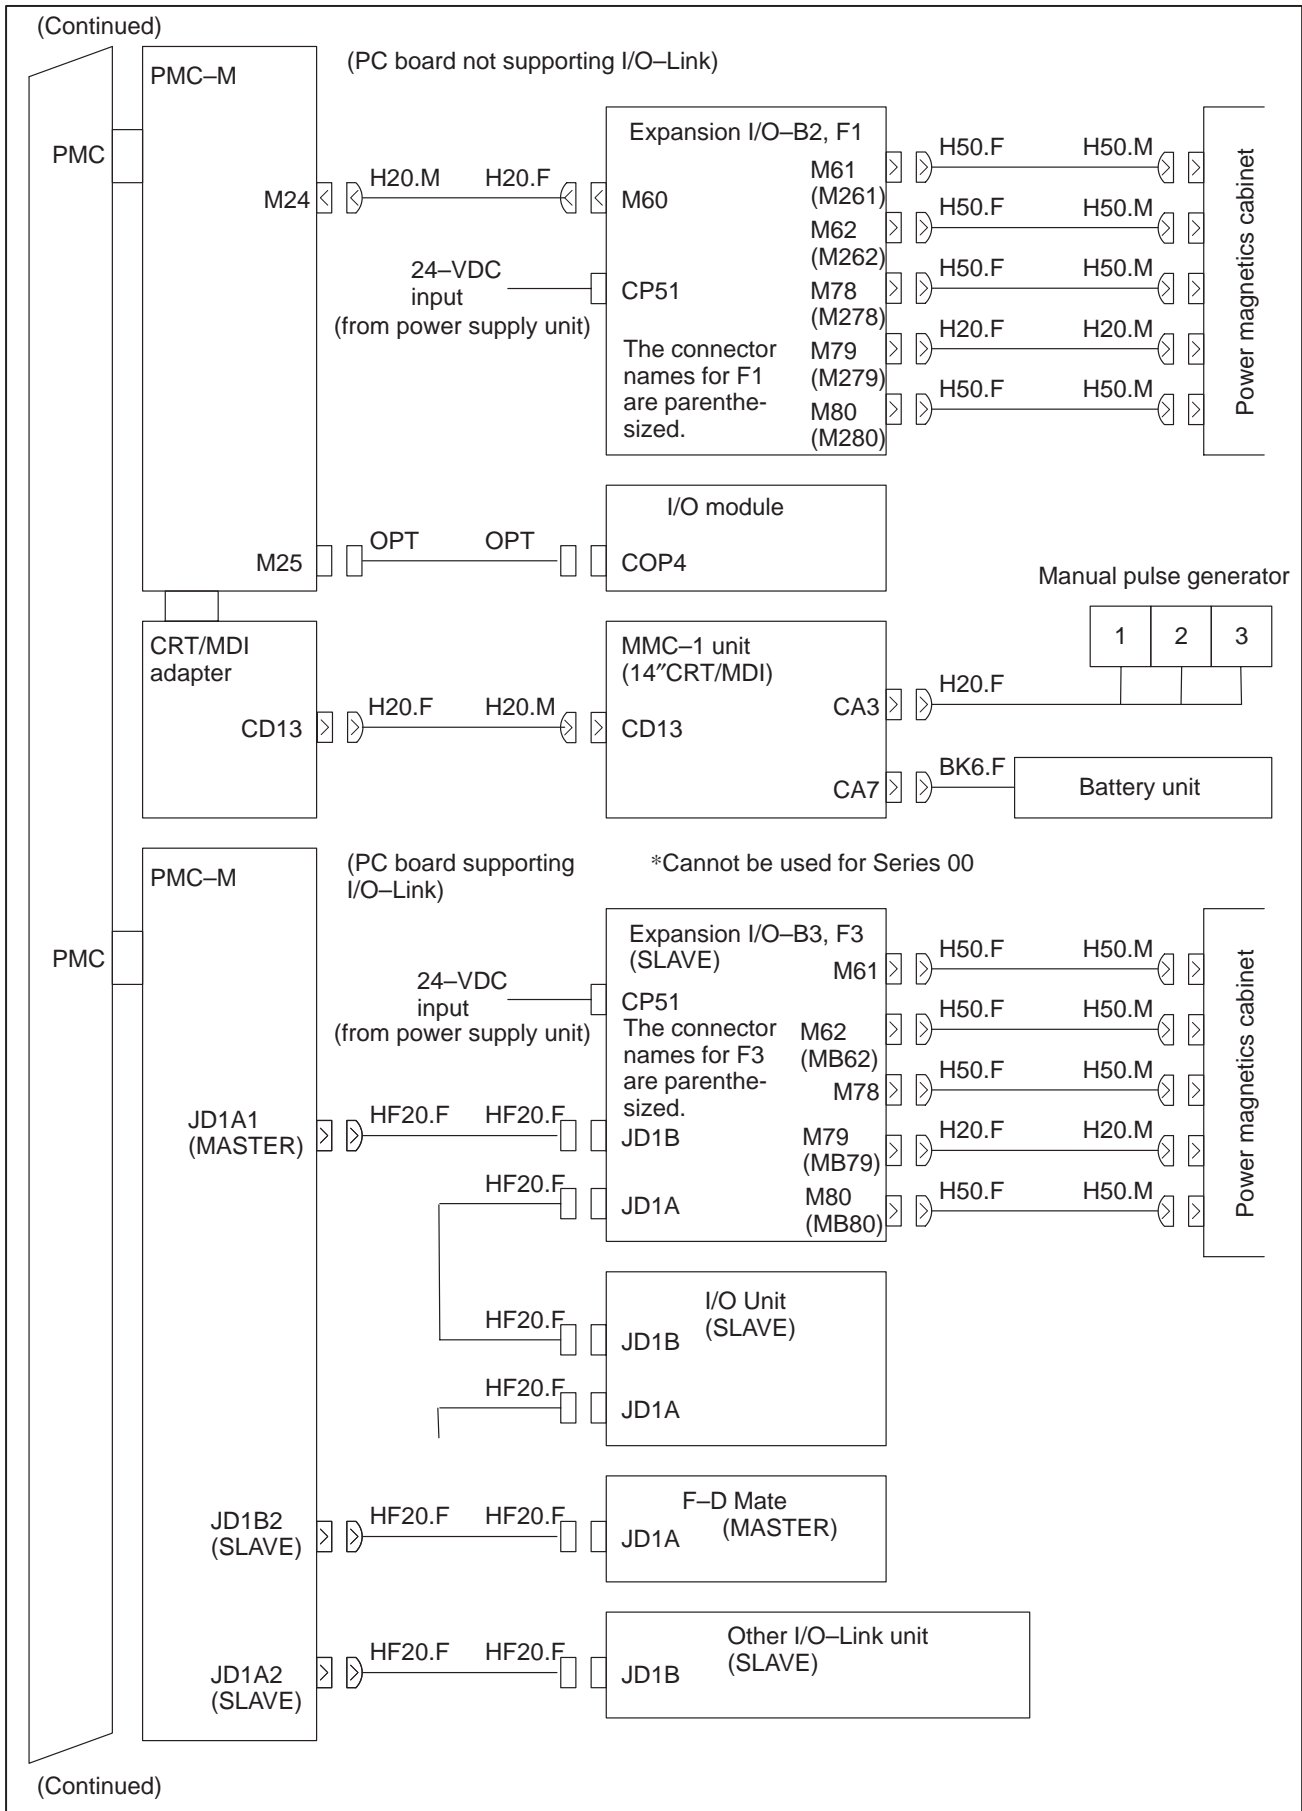 (Continued)
PMC–M
(PC board not supporting I/O–Link)
PMC
Expansion I/O–B2, F1
M24
H20.M
H20.F
M60
24–VDC
input
(from power supply unit)
CP51
The connector
names for F1
are parenthe-
sized.
M61
(M261)
M62
(M262)
M78
(M278)
M79
(M279)
M80
(M280)
H50.F
H50.M
H50.F
H50.M
H50.F
H50.M
H20.F
H20.M
H50.F
H50.M
Power magnetics cabinet
I/O module
M25
OPT
OPT
COP4
Manual pulse generator
1
2
3
CRT/MDI
adapter
CD13
H20.F
H20.M
MMC–1 unit
(14″CRT/MDI)
CD13
CA3
H20.F
CA7
BK6.F
Battery unit
PMC–M
(PC board supporting
I/O–Link)
*Cannot be used for Series 00
PMC
Expansion I/O–B3, F3
(SLAVE)
24–VDC
input
(from power supply unit)
CP51
The connector
names for F3
are parenthe-
sized.
M61
M62
(MB62)
M78
M79
(MB79)
M80
(MB80)
H50.F
H50.M
H50.F
H50.M
H50.F
H50.M
H20.F
H20.M
H50.F
H50.M
Power magnetics cabinet
JD1A1
(MASTER)
HF20.F
HF20.F
JD1B
HF20.F
JD1A
I/O Unit
(SLAVE)
HF20.F
JD1B
HF20.F
JD1A
JD1B2
(SLAVE)
HF20.F
HF20.F
F–D Mate
(MASTER)
JD1A
JD1A2
(SLAVE)
HF20.F
HF20.F
Other I/O–Link unit
(SLAVE)
JD1B
(Continued)